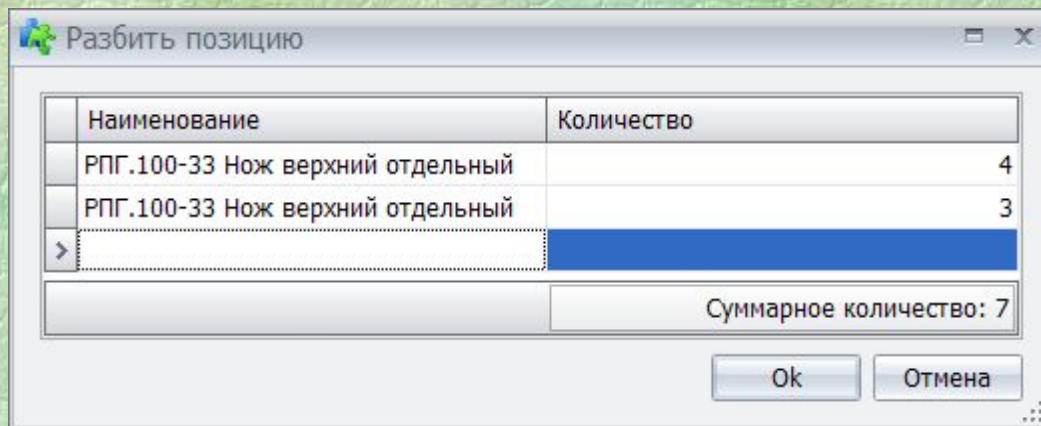 Разбить позицию
Наименование Количество
РПГ.100-33 Нож верхний отдельный 4
РПГ.100-33 Нож верхний отдельный 3
Суммарное количество: 7
Ok Отмена